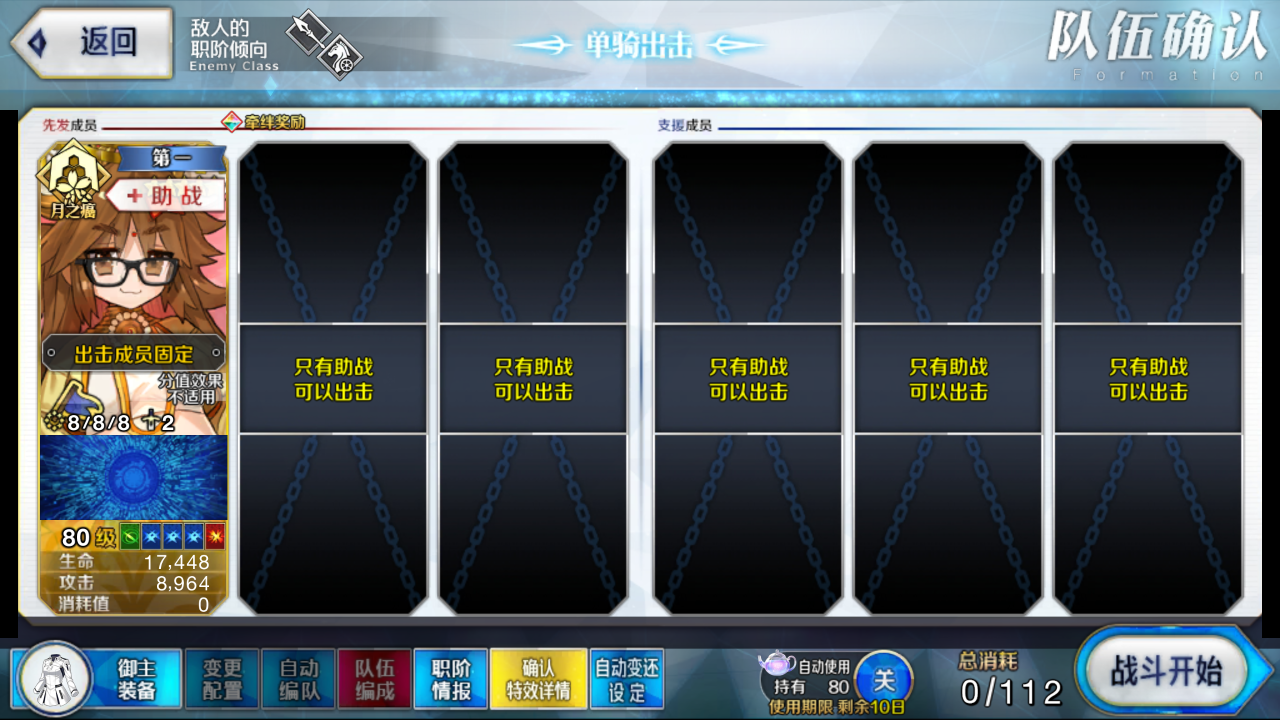 返回
敌人的
职阶倾向
Enemy Class
单骑出击
队伍确认
Formation
先发成员
牵绊奖励
支援成员
第一
+助战
月之癌
出击成员固定
分值效果
不适用
8/8/8 2
80级
生命 17,448
攻击 8,964
消耗值 0
只有助战
可以出击
只有助战
可以出击
只有助战
可以出击
只有助战
可以出击
只有助战
可以出击
御主
装备
变更
配置
自动
编队
队伍
编成
职阶
情报
确认
特效详情
自动变还
设定
自动使用
持有 80
使用期限 剩余10日
关
总消耗
0/112
战斗开始